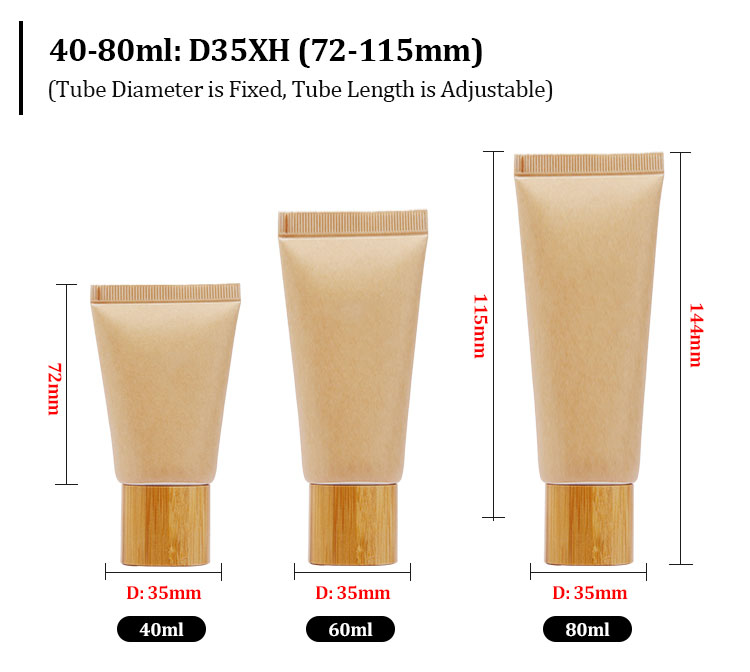 40-80ml: D35XH (72-115mm)
(Tube Diameter is Fixed, Tube Length is Adjustable)
72mm
115mm
144mm
D: 35mm
D: 35mm
D: 35mm
40ml
60ml
80ml